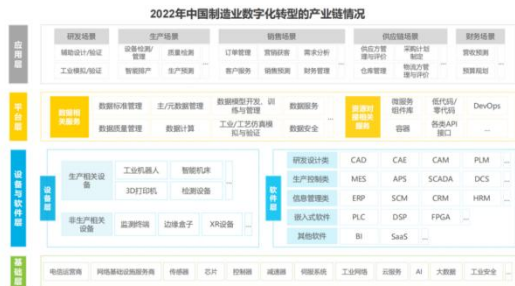 2022年中国制造业数字化转型的产业链情况
应用层
研发场景
生产场景
销售场景
供应链场景
财务场景
辅助设计/验证
设备检测/管理
质量检测
订单管理
营销获客
需求分析
供应方管理与评价
采购计划制定
营收预测
工业模拟/验证
智能排产
生产预测
客户服务
销售预测
财务管理
仓库管理
物流方管理与评价
预算规划
平台层
数据相关服务
数据标准管理
主/元数据管理
数据模型开发、训练与管理
数据服务
数据质量管理
数据计算
工业/工艺仿真模拟与验证
数据安全
微服务组件库
低代码/零代码
DevOps
容器
各类API接口
设备与软件层
设备层
生产相关设备
工业机器人
智能机床
3D打印机
检测设备
非生产相关设备
监测终端
边缘盒子
XR设备
软件层
研发设计类
CAD
CAE
CAM
PLM
生产控制类
MES
APS
SCADA
DCS
信息管理类
ERP
SCM
CRM
HRM
嵌入式软件
PLC
DSP
FPGA
其他软件
BI
SaaS
基础层
电信运营商
网络基础设施服务商
传感器
芯片
控制器
减速器
伺服系统
工业网络
云服务
AI
大数据
工业安全